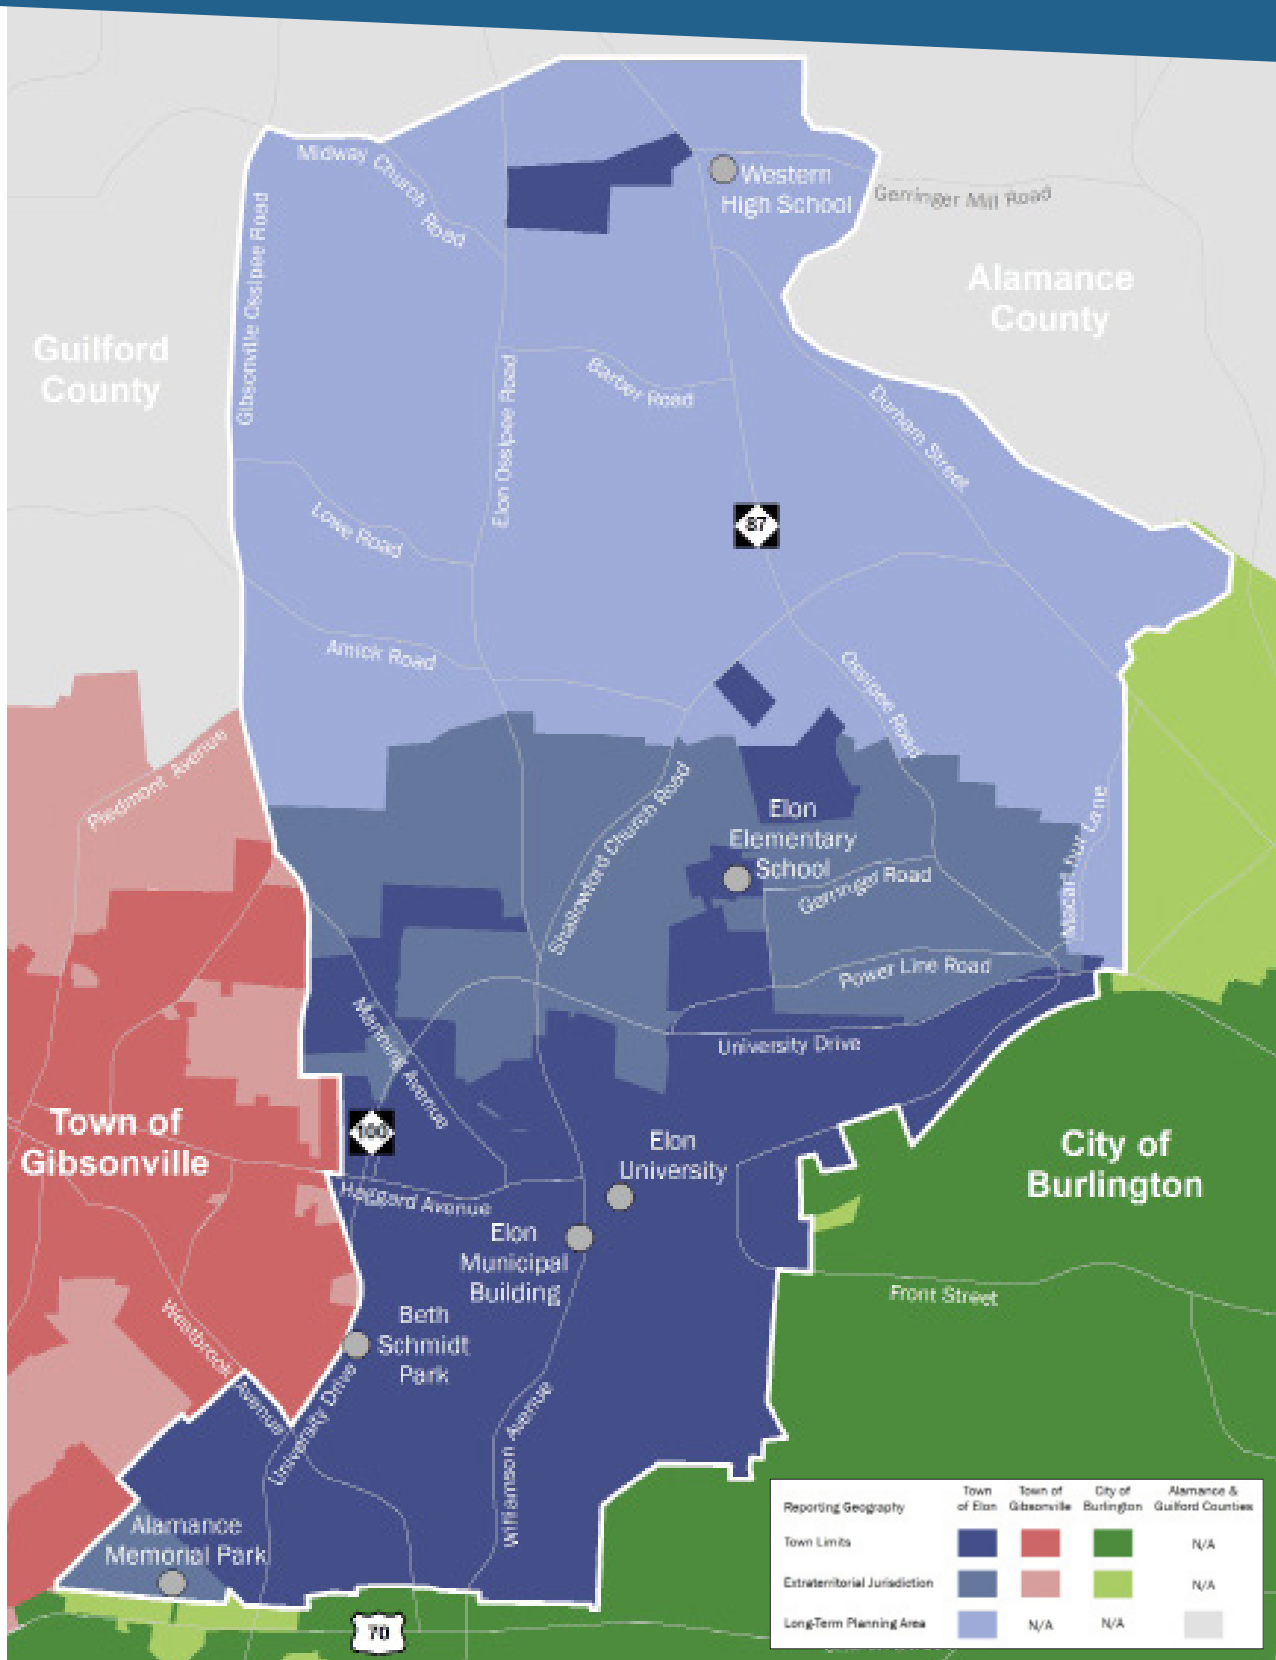 Midway Church Road
Western
High School
Gerringer Mill Road
Gibsonville Ossipee Road
Alamance
County
Guilford
County
Elon Ossipee Road
Barber Road
Durham Street
Lowe Road
87
Amick Road
Ossipee Road
Piedmont Avenue
Shallowford Church Road
Elon
Elementary
School
Gerringer Road
Lane
Power Line Road
Manning Avenue
University Drive
Town of
Gibsonville
100
Elon
University
City of
Burlington
Haggard Avenue
Elon
Municipal
Building
Front Street
Beth
Schmidt
Park
Westbrook Avenue
University Drive
Williamson Avenue
Alamance
Memorial Park
70
Reporting Geography
Town of Elon
Town of Gibsonville
City of Burlington
Alamance & Guilford Counties
Town Limits
N/A
Extraterritorial Jurisdiction
N/A
Long-Term Planning Area
N/A
N/A